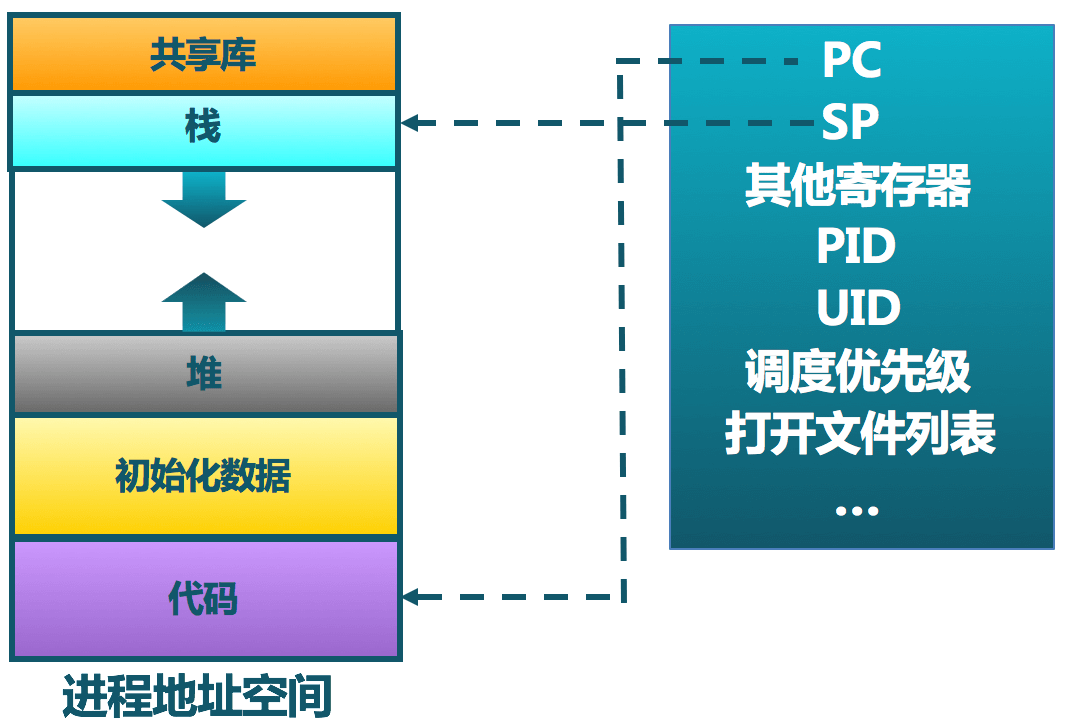 共享库
栈
堆
初始化数据
代码
进程地址空间
PC
SP
其他寄存器
PID
UID
调度优先级
打开文件列表
...